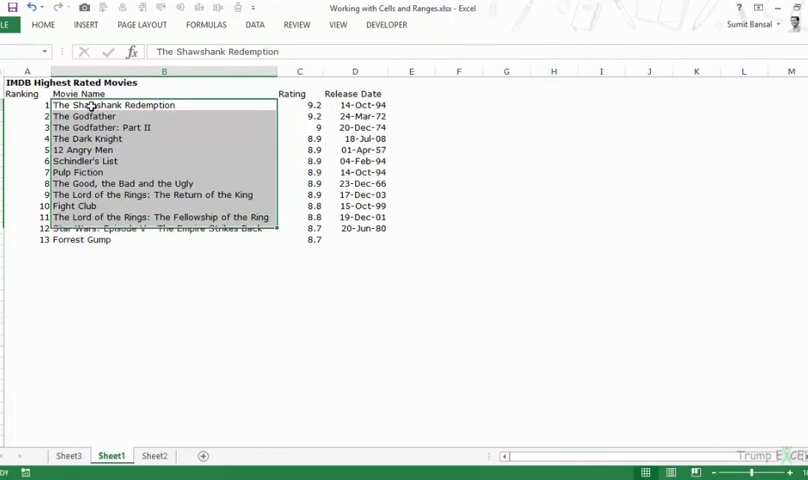 Working with Cells and Ranges.xlsx - Excel
Sumit Bansal
HOME INSERT PAGE LAYOUT FORMULAS DATA REVIEW VIEW DEVELOPER
fx The Shawshank Redemption
A B C D E F G H I J K L M
IMDB Highest Rated Movies
Ranking Movie Name Rating Release Date
1 The Shawshank Redemption 9.2 14-Oct-94
2 The Godfather 9.2 24-Mar-72
3 The Godfather: Part II 9 20-Dec-74
4 The Dark Knight 8.9 18-Jul-08
5 12 Angry Men 8.9 01-Apr-57
6 Schindler's List 8.9 04-Feb-94
7 Pulp Fiction 8.9 14-Oct-94
8 The Good, the Bad and the Ugly 8.9 23-Dec-66
9 The Lord of the Rings: The Return of the King 8.9 17-Dec-03
10 Fight Club 8.8 15-Oct-99
11 The Lord of the Rings: The Fellowship of the Ring 8.8 19-Dec-01
12 Star Wars: Episode V - The Empire Strikes Back 8.7 20-Jun-80
13 Forrest Gump 8.7
Sheet3 Sheet1 Sheet2